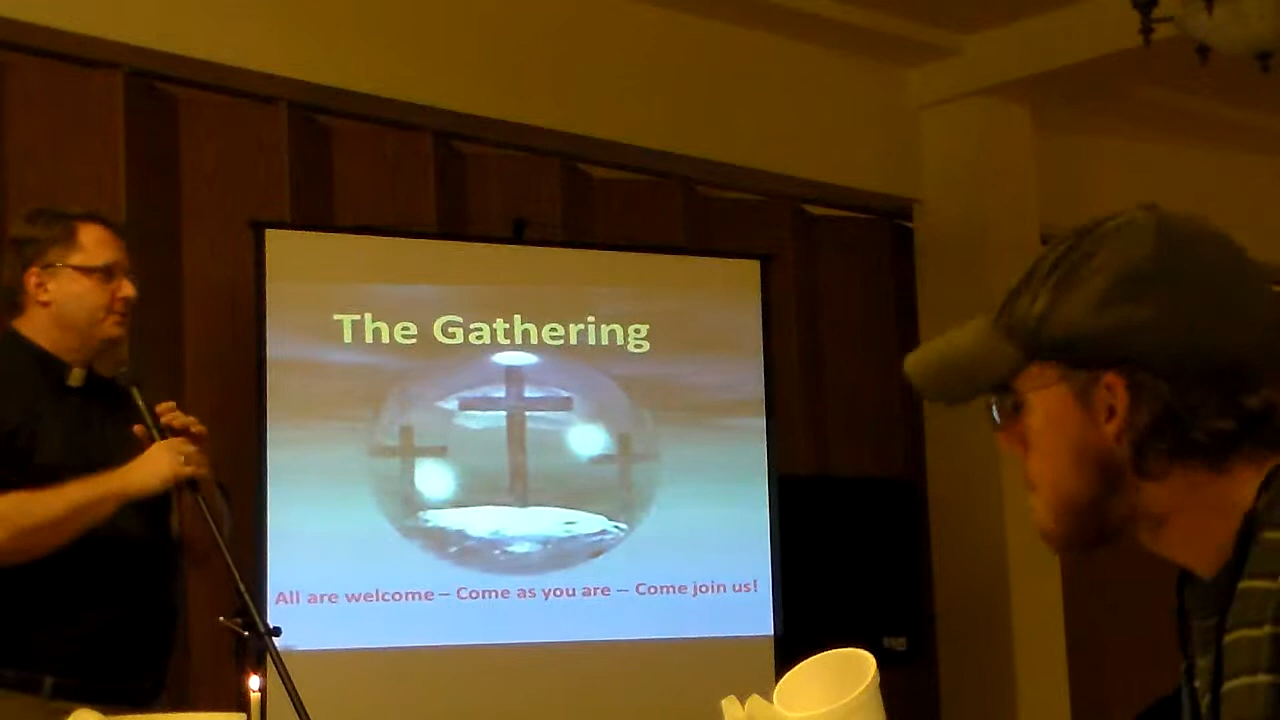 The Gathering
All are welcome – Come as you are – Come join us!